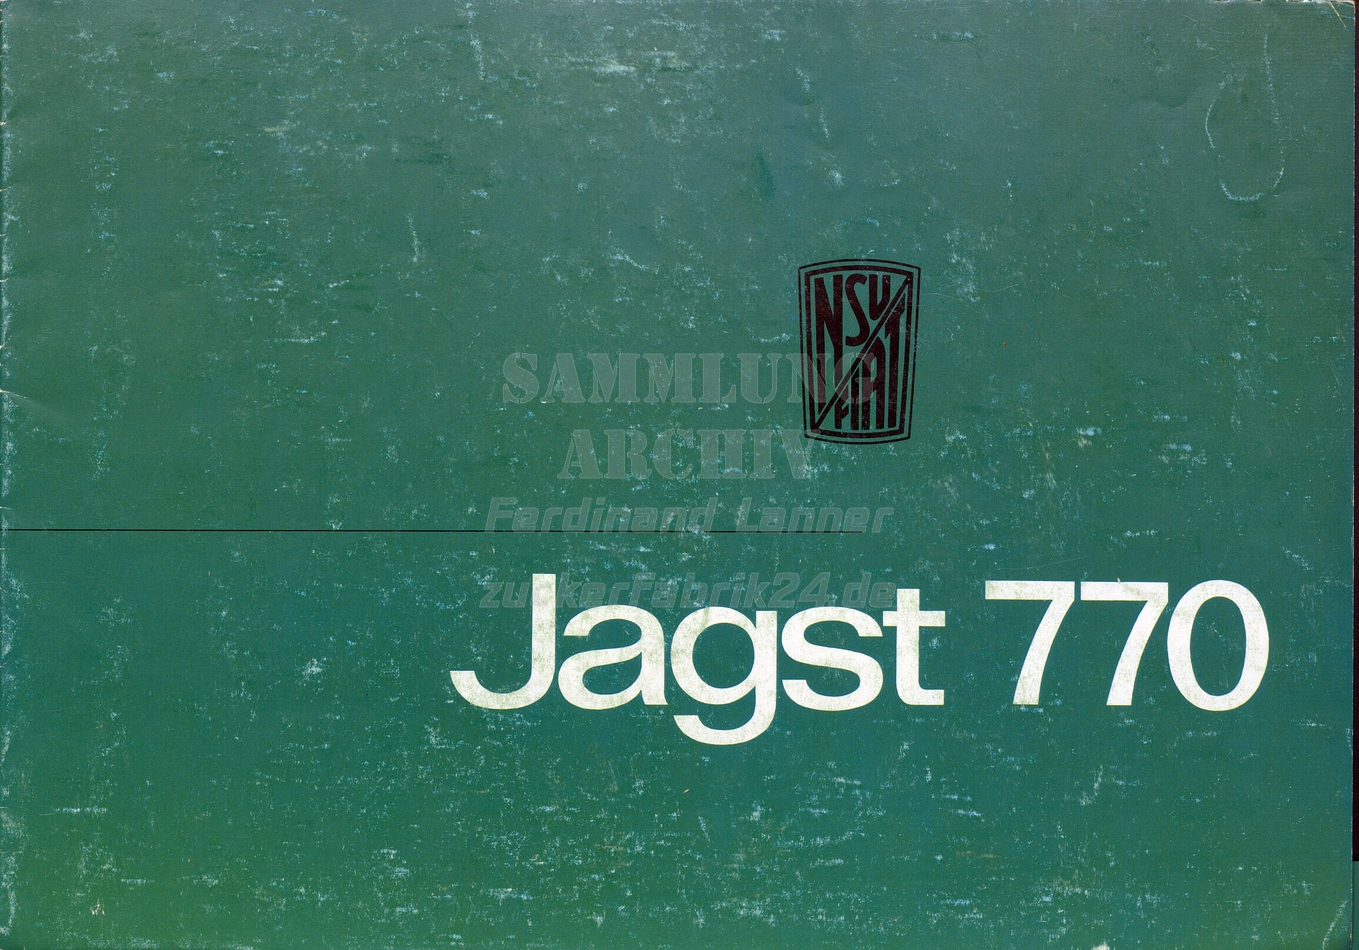 NSU
FIAT
SAMMLUNG
ARCHIV
Ferdinand Lanner
zuckerfabrik24.de
Jagst 770